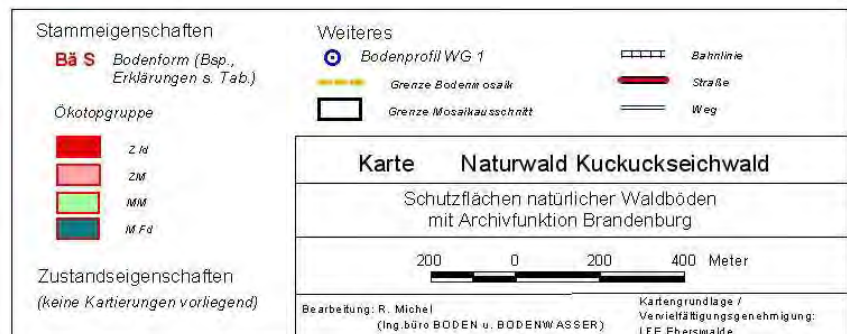 Stammeigenschaften
Bä S Bodenform (Bsp., Erklärungen s. Tab.)
Ökotopgruppe
Z/d
ZM
MM
M Fd
Zustandseigenschaften
(keine Kartierungen vorliegend)
Weiteres
Bodenprofil WG 1
Grenze Bodenmosaik
Grenze Mosaikausschnitt
Bahnlinie
Straße
Weg
Karte Naturwald Kuckuckseichwald
Schutzflächen natürlicher Waldböden
mit Archivfunktion Brandenburg
200 0 200 400 Meter
Bearbeitung: R. Michel
(Ing.büro BODEN u. BODENWASSER)
Kartengrundlage /
Vervielfältigungsgenehmigung:
LFE Eberswalde